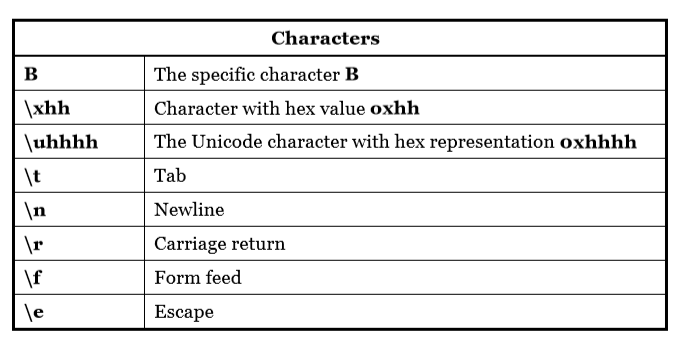 Characters
B The specific character B
\xhh Character with hex value oxhh
\uhhhh The Unicode character with hex representation oxhhhh
\t Tab
\n Newline
\r Carriage return
\f Form feed
\e Escape